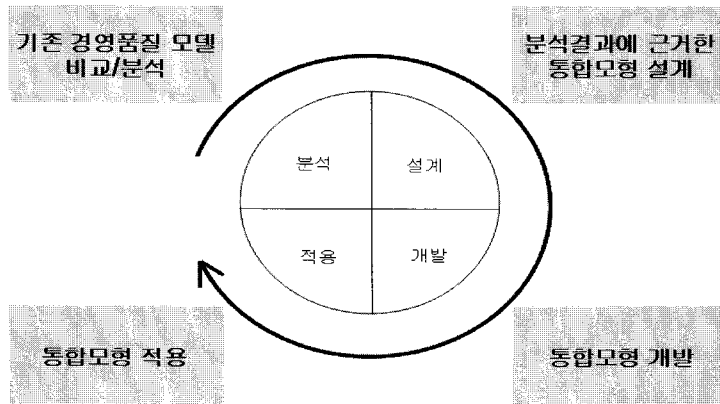 기존 경영품질 모델
비교/분석
분석결과에 근거한
통합모형 설계
분석
설계
적용
개발
통합모형 적용
통합모형 개발